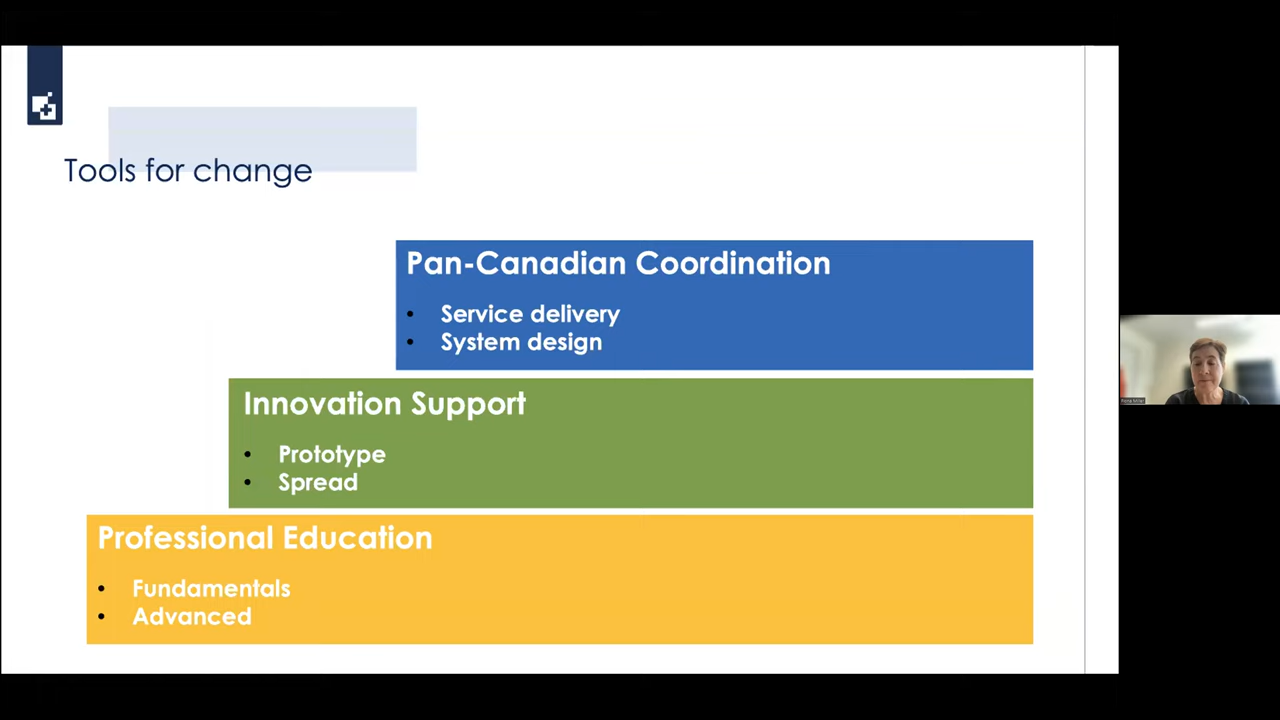 Tools for change
Pan-Canadian Coordination
• Service delivery
• System design
Innovation Support
• Prototype
• Spread
Professional Education
• Fundamentals
• Advanced